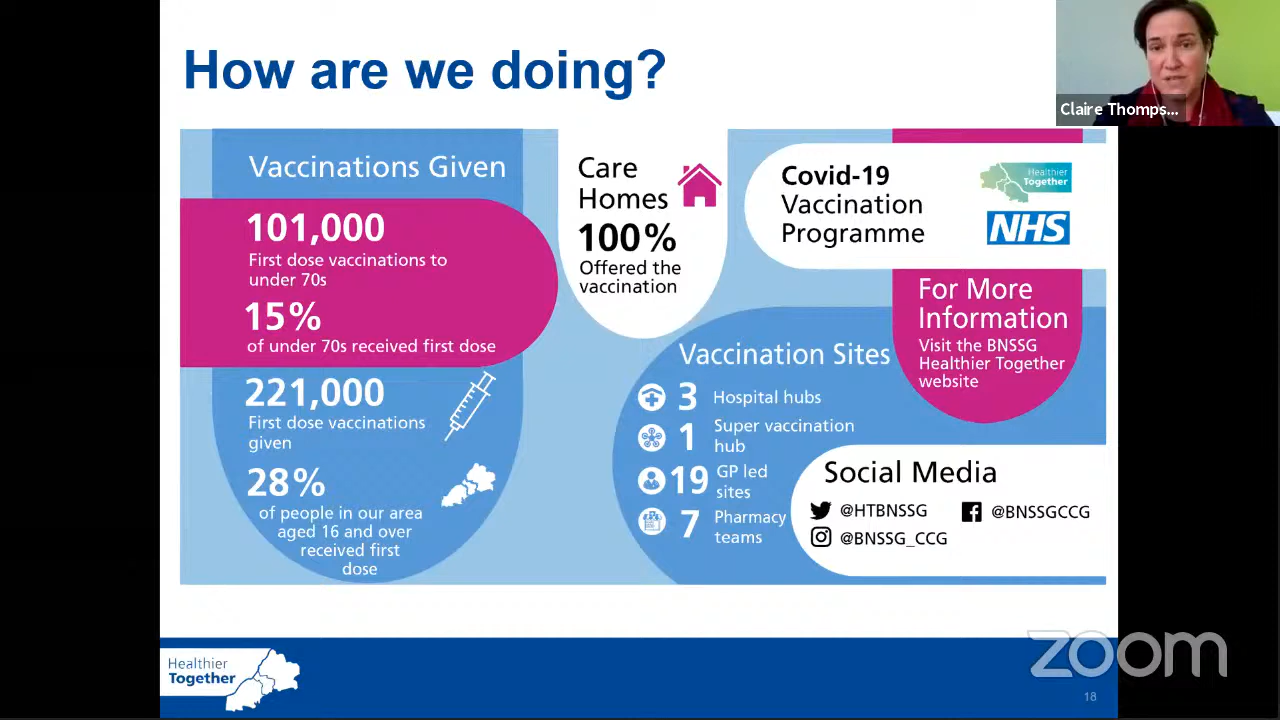 How are we doing?
Claire Thomps...
Vaccinations Given
101,000
First dose vaccinations to
under 70s
15%
of under 70s received first dose
221,000
First dose vaccinations
given
28%
of people in our area
aged 16 and over
received first
dose
Care
Homes
100%
Offered the
vaccination
Covid-19
Vaccination
Programme
Healthier
Together
NHS
For More
Information
Visit the BNSSG
Healthier Together
website
Vaccination Sites
3 Hospital hubs
1 Super vaccination
hub
19 GP led
sites
7 Pharmacy
teams
Social Media
@HTBNSSG
@BNSSGCCG
@BNSSG_CCG
Healthier
Together
zoom
18